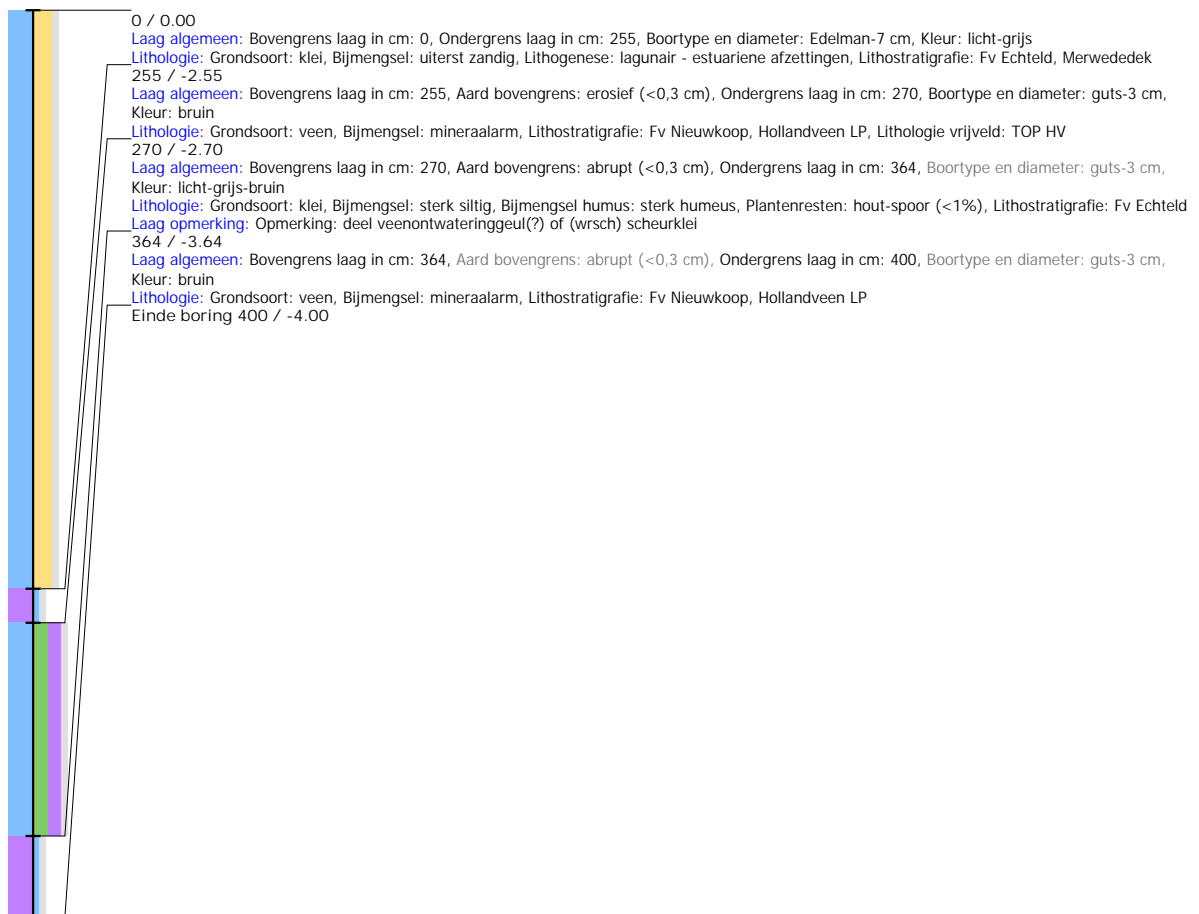 0 / 0.00
Laag algemeen: Bovengrens laag in cm: 0, Ondergrens laag in cm: 255, Boortype en diameter: Edelman-7 cm, Kleur: licht-grijs
Lithologie: Grondsoort: klei, Bijmengsel: uiterst zandig, Lithogenese: lagunair - estuariene afzettingen, Lithostratigrafie: Fv Echteld, Merwededek
255 / -2.55
Laag algemeen: Bovengrens laag in cm: 255, Aard bovengrens: erosief (<0,3 cm), Ondergrens laag in cm: 270, Boortype en diameter: guts-3 cm,
Kleur: bruin
Lithologie: Grondsoort: veen, Bijmengsel: mineraalarm, Lithostratigrafie: Fv Nieuwkoop, Hollandveen LP, Lithologie vrijveld: TOP HV
270 / -2.70
Laag algemeen: Bovengrens laag in cm: 270, Aard bovengrens: abrupt (<0,3 cm), Ondergrens laag in cm: 364, Boortype en diameter: guts-3 cm,
Kleur: licht-grijs-bruin
Lithologie: Grondsoort: klei, Bijmengsel: sterk siltig, Bijmengsel humus: sterk humeus, Plantenresten: hout-spoor (<1%), Lithostratigrafie: Fv Echteld
Laag opmerking: Opmerking: deel veenontwateringgeul(?) of (wrsch) scheurklei
364 / -3.64
Laag algemeen: Bovengrens laag in cm: 364, Aard bovengrens: abrupt (<0,3 cm), Ondergrens laag in cm: 400, Boortype en diameter: guts-3 cm,
Kleur: bruin
Lithologie: Grondsoort: veen, Bijmengsel: mineraalarm, Lithostratigrafie: Fv Nieuwkoop, Hollandveen LP
Einde boring 400 / -4.00